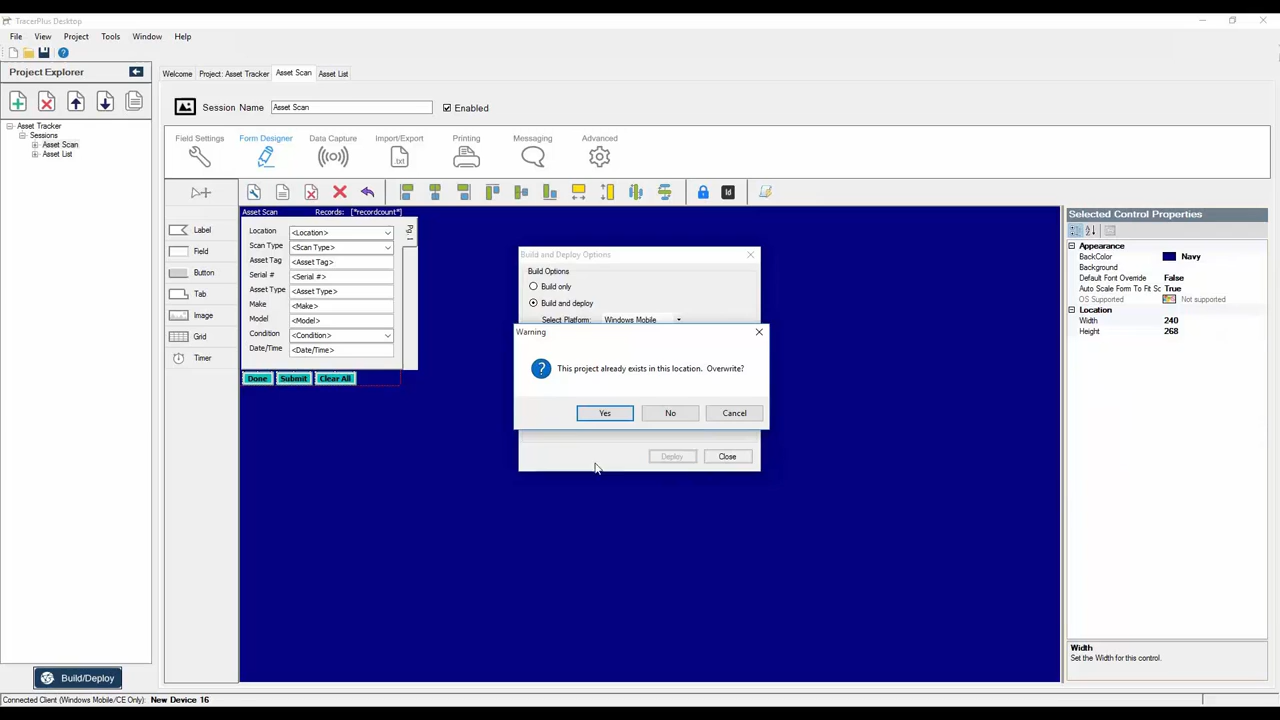 TracerPlus Desktop
File View Project Tools Window Help
Project Explorer
Asset Tracker
Sessions
Asset Scan
Asset List
Welcome Project: Asset Tracker Asset Scan Asset List
Session Name Asset Scan Enabled
Field Settings Form Designer Data Capture Import/Export Printing Messaging Advanced
.txt
Id
Label
Field
Button
Tab
Image
Grid
Timer
Asset Scan Records: [*recordcount*]
Pg. 1
Location <Location>
Scan Type <Scan Type>
Asset Tag <Asset Tag>
Serial # <Serial #>
Asset Type <Asset Type>
Make <Make>
Model <Model>
Condition <Condition>
Date/Time <Date/Time>
Done Submit Clear All
Build and Deploy Options
Build Options
Build only
Build and deploy
Select Platform: Windows Mobile
Warning
This project already exists in this location. Overwrite?
Yes No Cancel
Deploy Close
Selected Control Properties
Appearance
BackColor Navy
Background
Default Font Override False
Auto Scale Form To Fit Sc True
OS Supported Not supported
Location
Width 240
Height 268
Width
Set the Width for this control.
Build/Deploy
Connected Client (Windows Mobile/CE Only): New Device 16